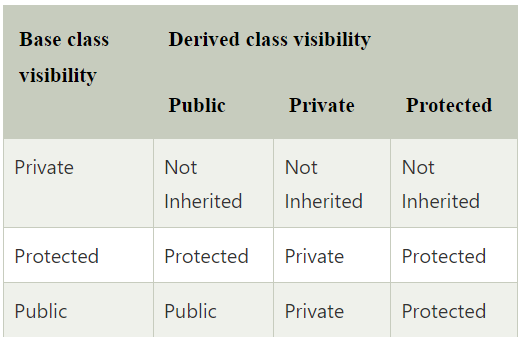 Base class visibility Derived class visibility
Public Private Protected
Private Not Inherited Not Inherited Not Inherited
Protected Protected Private Protected
Public Public Private Protected